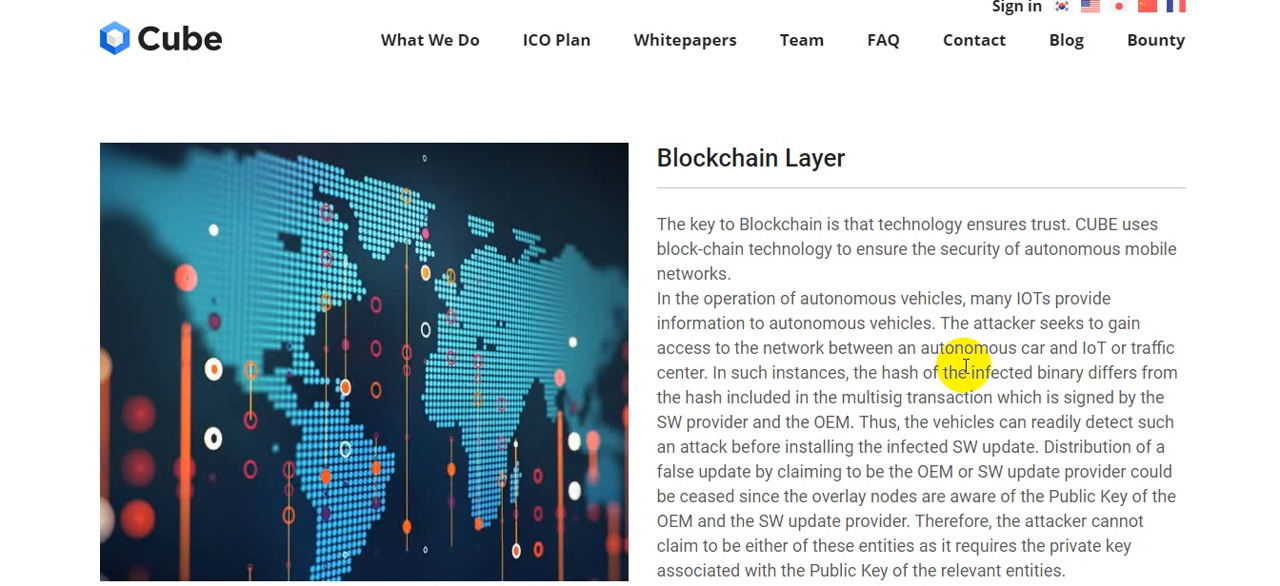 Sign in
Cube
What We Do ICO Plan Whitepapers Team FAQ Contact Blog Bounty
Blockchain Layer
The key to Blockchain is that technology ensures trust. CUBE uses
block-chain technology to ensure the security of autonomous mobile
networks.
In the operation of autonomous vehicles, many IOTs provide
information to autonomous vehicles. The attacker seeks to gain
access to the network between an autonomous car and IoT or traffic
center. In such instances, the hash of the infected binary differs from
the hash included in the multisig transaction which is signed by the
SW provider and the OEM. Thus, the vehicles can readily detect such
an attack before installing the infected SW update. Distribution of a
false update by claiming to be the OEM or SW update provider could
be ceased since the overlay nodes are aware of the Public Key of the
OEM and the SW update provider. Therefore, the attacker cannot
claim to be either of these entities as it requires the private key
associated with the Public Key of the relevant entities.